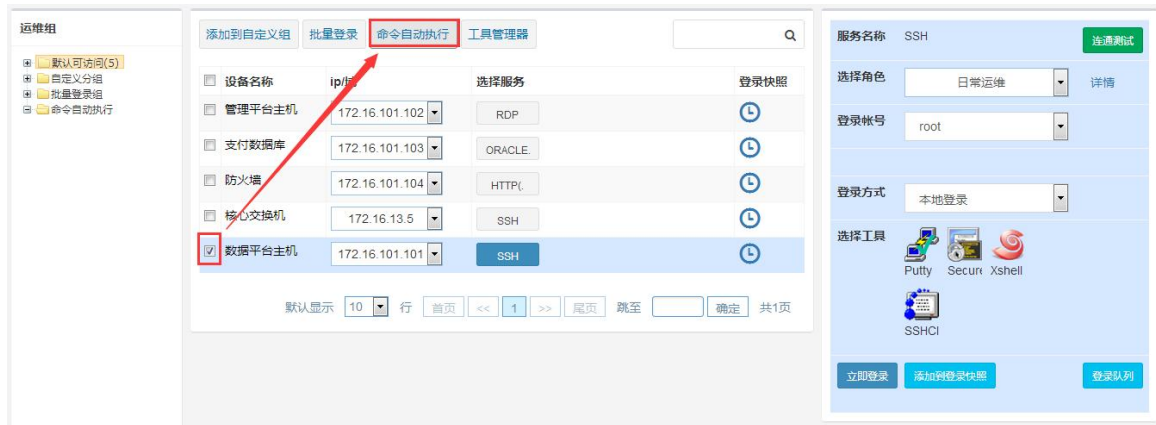 运维组
默认可访问(5)
自定义分组
批量登录组
命令自动执行
添加到自定义组 批量登录 命令自动执行 工具管理器
设备名称 ip/ 选择服务 登录快照
管理平台主机 172.16.101.102 RDP
支付数据库 172.16.101.103 ORACLE.
防火墙 172.16.101.104 HTTP(.
核心交换机 172.16.13.5 SSH
数据平台主机 172.16.101.101 SSH
默认显示 10 行 首页 << 1 >> 尾页 跳至 确定 共1页
服务名称 SSH 连通测试
选择角色 日常运维 详情
登录帐号 root
登录方式 本地登录
选择工具
Putty Secure Xshell
SSHCl
立即登录 添加到登录快照 登录队列